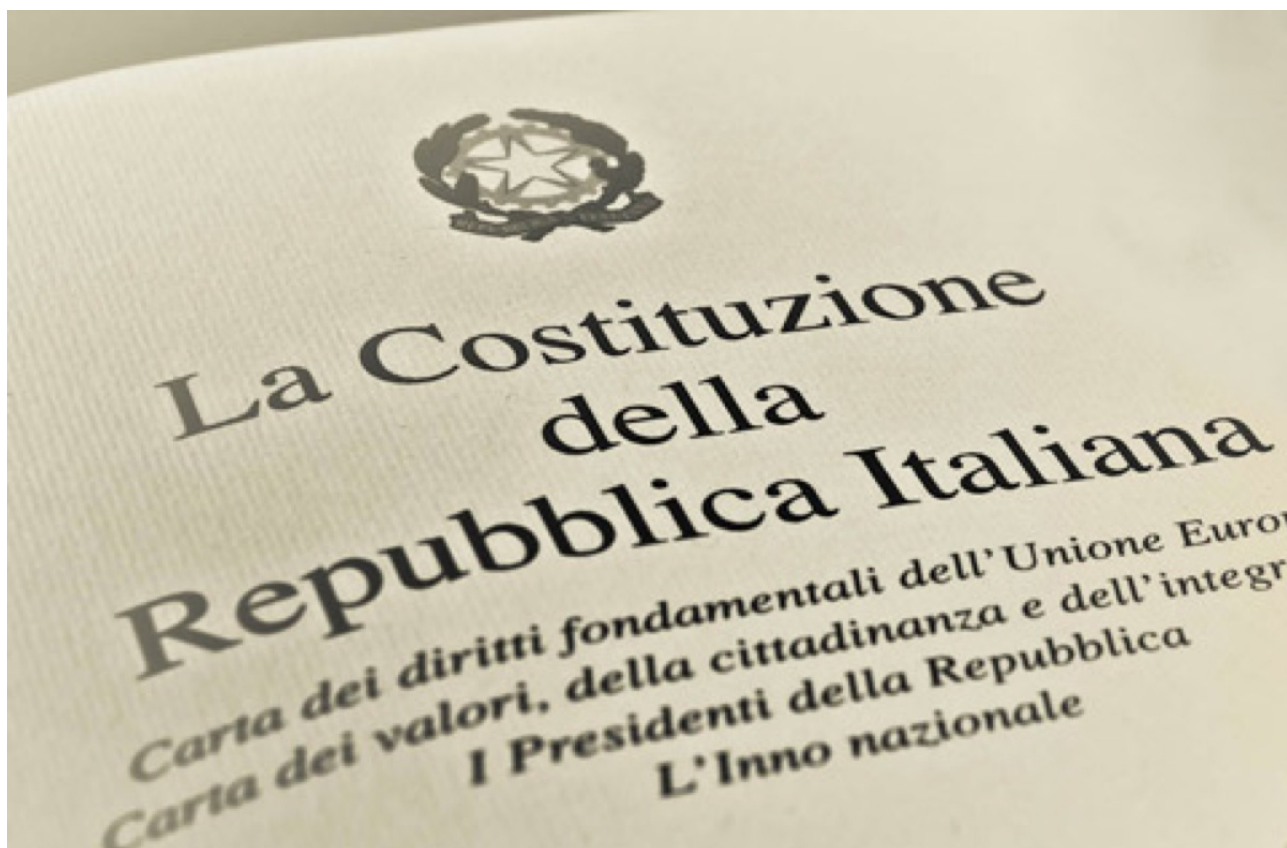 La Costituzione
della
Repubblica Italiana
Carta dei diritti fondamentali dell'Unione
Carta dei valori, della cittadinanza e dell'
I Presidenti della Repubblica
L'Inno nazionale